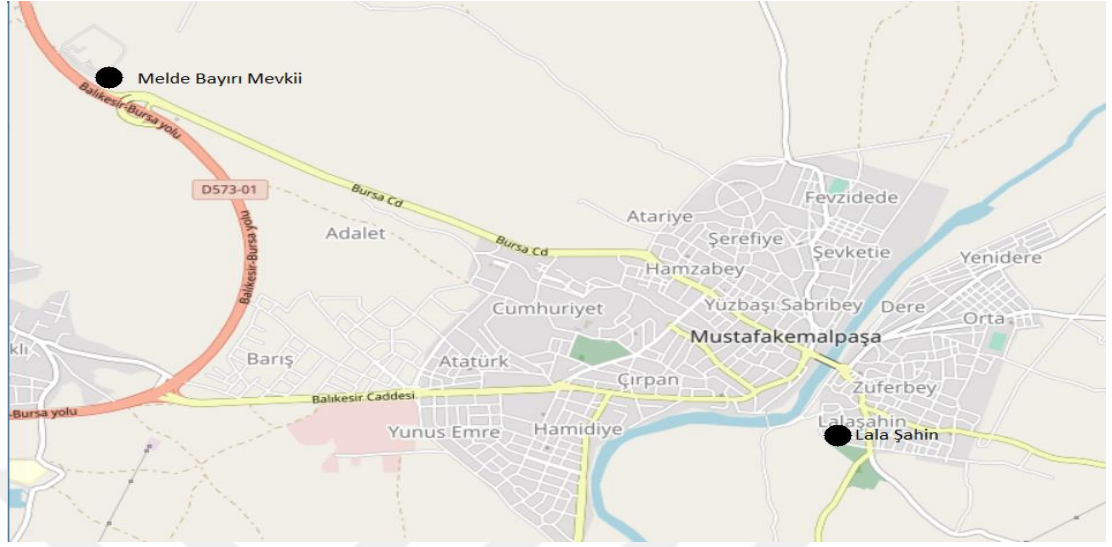 Melde Bayırı Mevkii
Balıkesir-Bursa yolu
D573-01
Bursa Cd
Fevzidede
Atariye
Adalet
Balıkesir-Bursa yolu
Şerefiye
Bursa Cd
Şevketie
Yenidere
Hamzabey
Cumhuriyet
Yüzbaşı Sabribey
Dere
Orta
Mustafakemalpaşa
klı
Barış
Atatürk
Çırpan
Züferbey
Balıkesir Caddesi
-Bursa yolu
Lalaşahin
Yunus Emre
Hamidiye
Lala Şahin